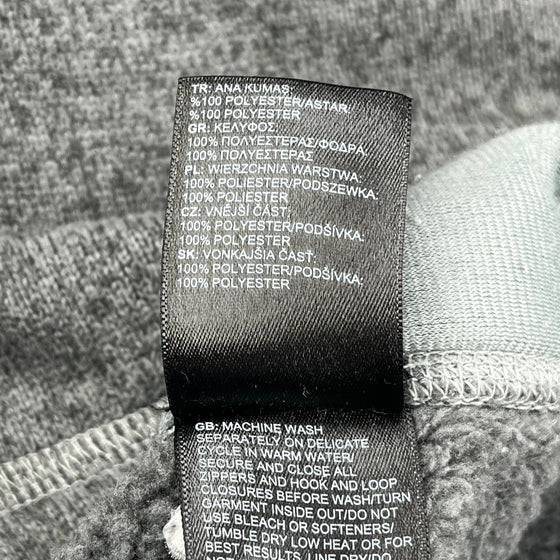 TR: ANA KUMAŞ:
%100 POLYESTER/ASTAR:
%100 POLYESTER
GR: ΚΕΛΥΦΟΣ:
100% ΠΟΛΥΕΣΤΕΡΑΣ/ΦΟΔΡΑ:
100% ΠΟΛΥΕΣΤΕΡΑΣ
PL: WIERZCHNIA WARSTWA:
100% POLIESTER/PODSZEWKA:
100% POLIESTER
CZ: VNĚJŠÍ ČÁST:
100% POLYESTER/PODŠÍVKA:
100% POLYESTER
SK: VONKAJŠIA ČASŤ:
100% POLYESTER/PODŠÍVKA:
100% POLYESTER
GB: MACHINE WASH
SEPARATELY ON DELICATE
CYCLE IN WARM WATER/
SECURE AND CLOSE ALL
ZIPPERS AND HOOK AND LOOP
CLOSURES BEFORE WASH/TURN
GARMENT INSIDE OUT/DO NOT
USE BLEACH OR SOFTENERS/
TUMBLE DRY LOW HEAT OR FOR
BEST RESULTS, LINE DRY/DO